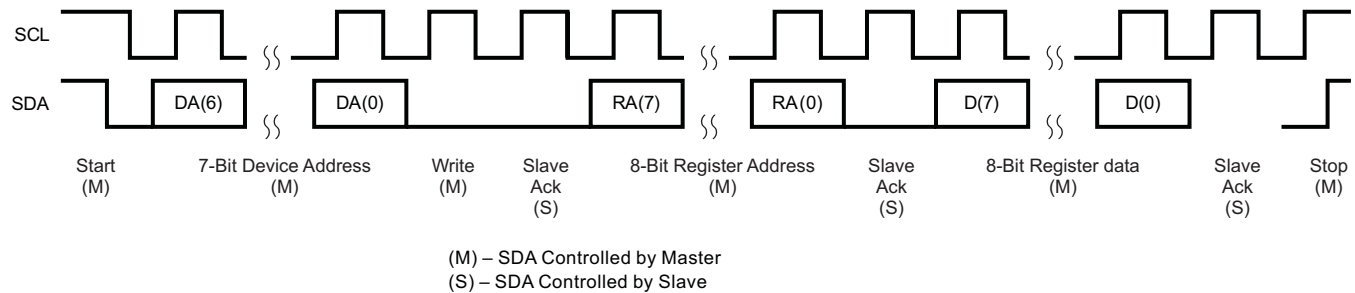 SCL
SDA
DA(6)
DA(0)
RA(7)
RA(0)
D(7)
D(0)
Start
(M)
7-Bit Device Address
(M)
Write
(M)
Slave
Ack
(S)
8-Bit Register Address
(M)
Slave
Ack
(S)
8-Bit Register data
(M)
Slave
Ack
(S)
Stop
(M)
(M) – SDA Controlled by Master
(S) – SDA Controlled by Slave